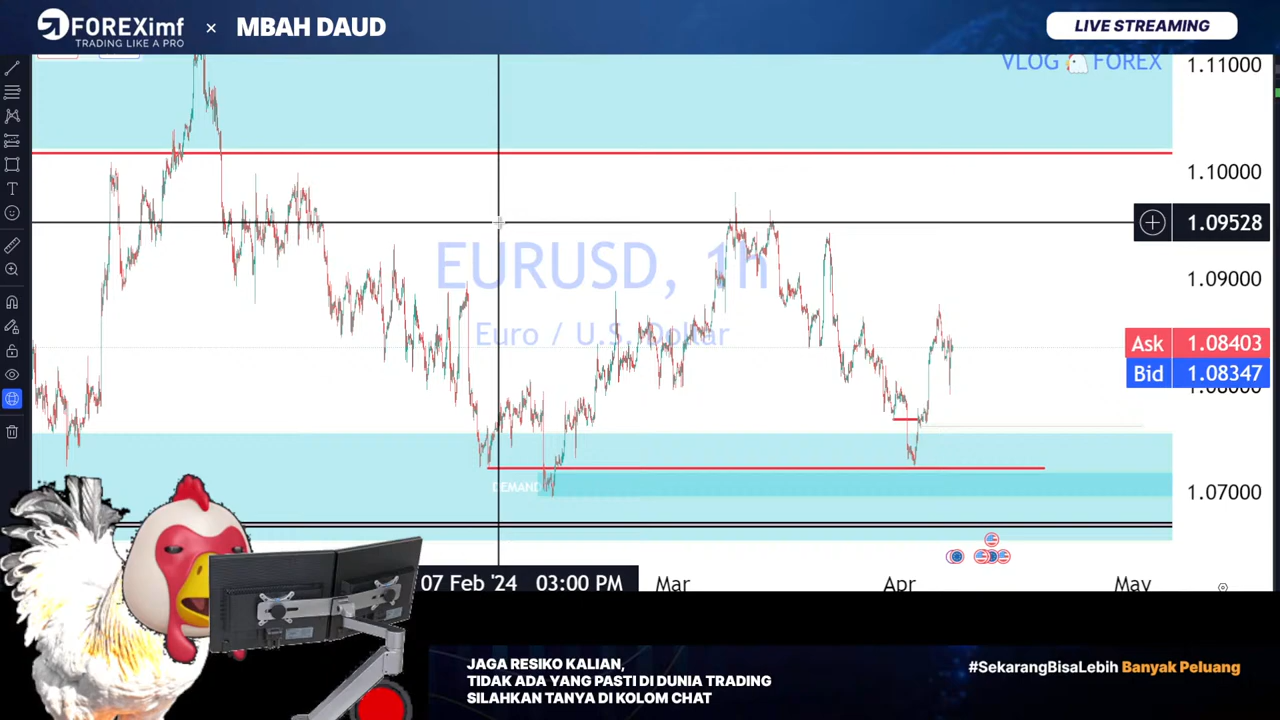 FOREXimf
TRADING LIKE A PRO
×
MBAH DAUD
LIVE STREAMING
VLOG FOREX
1.11000
1.10000
1.09528
EURUSD, 1h
1.09000
Euro / U.S. Dollar
Ask 1.08403
Bid 1.08347
1.08000
DEMAND
1.07000
07 Feb '24 03:00 PM
Mar
Apr
May
JAGA RESIKO KALIAN,
TIDAK ADA YANG PASTI DI DUNIA TRADING
SILAHKAN TANYA DI KOLOM CHAT
#SekarangBisaLebih Banyak Peluang